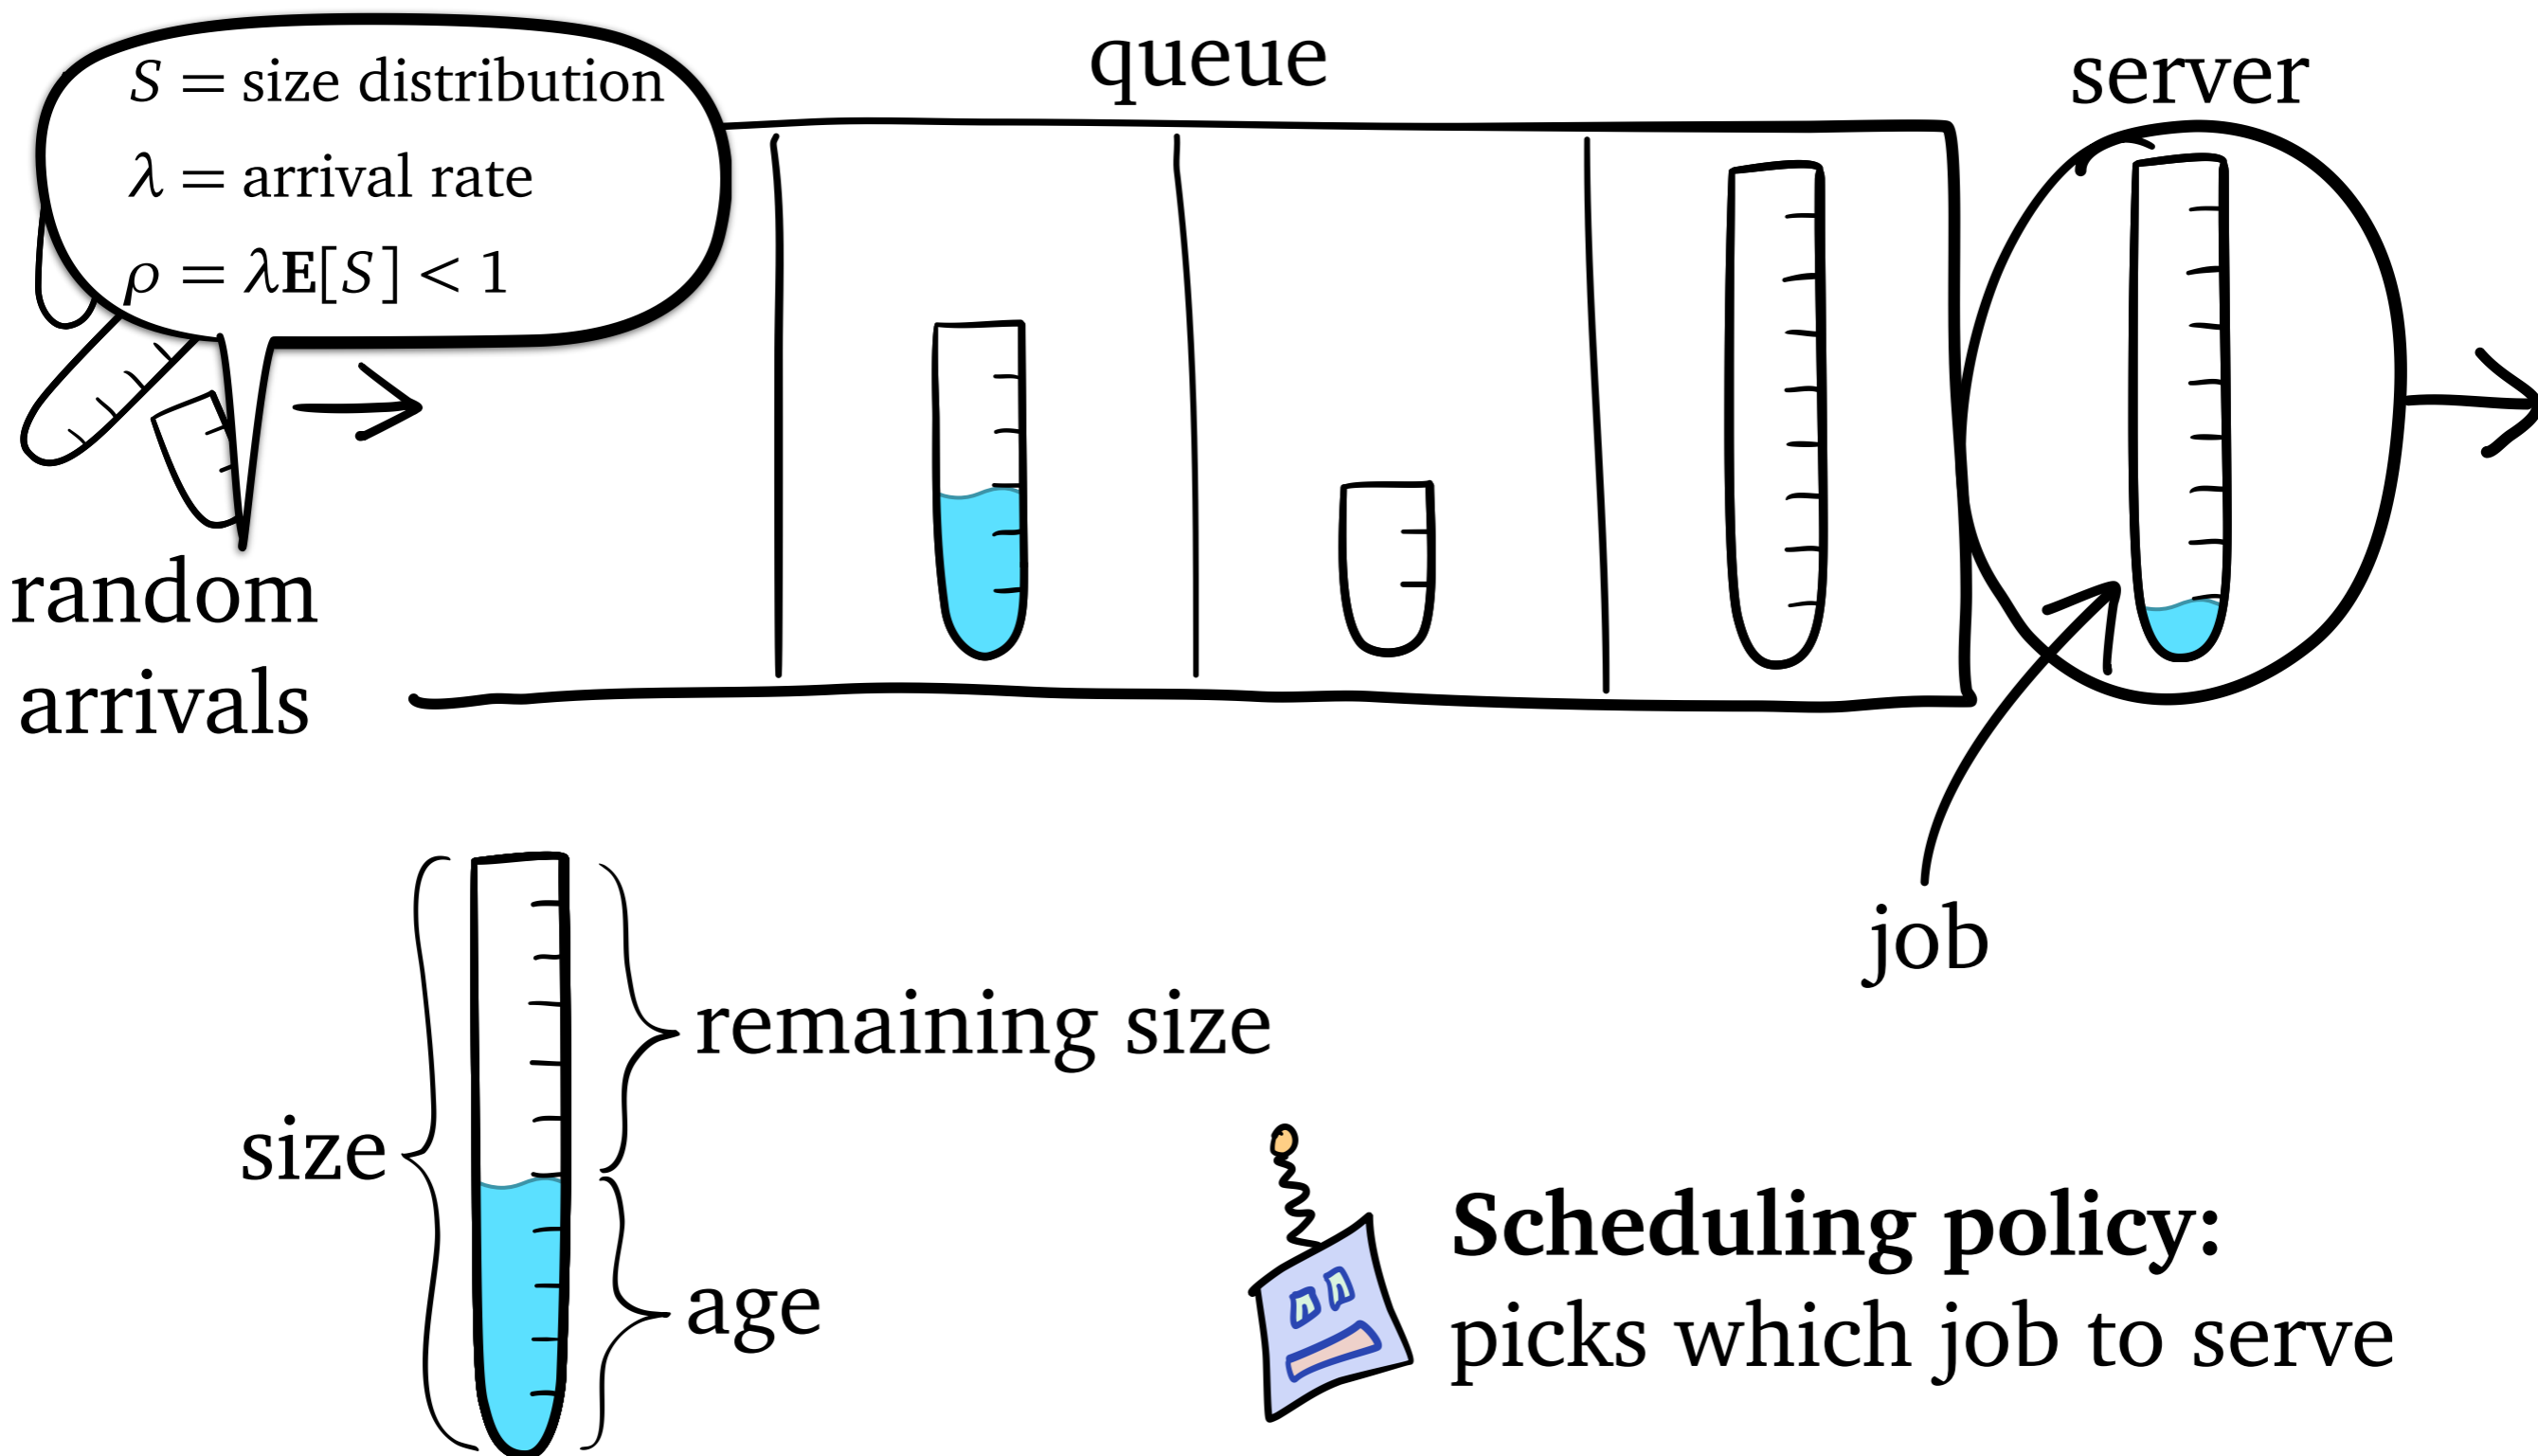 S = size distribution
λ = arrival rate
ρ = λE[S] < 1
queue
server
random
arrivals
job
remaining size
size
age
Scheduling policy:
picks which job to serve